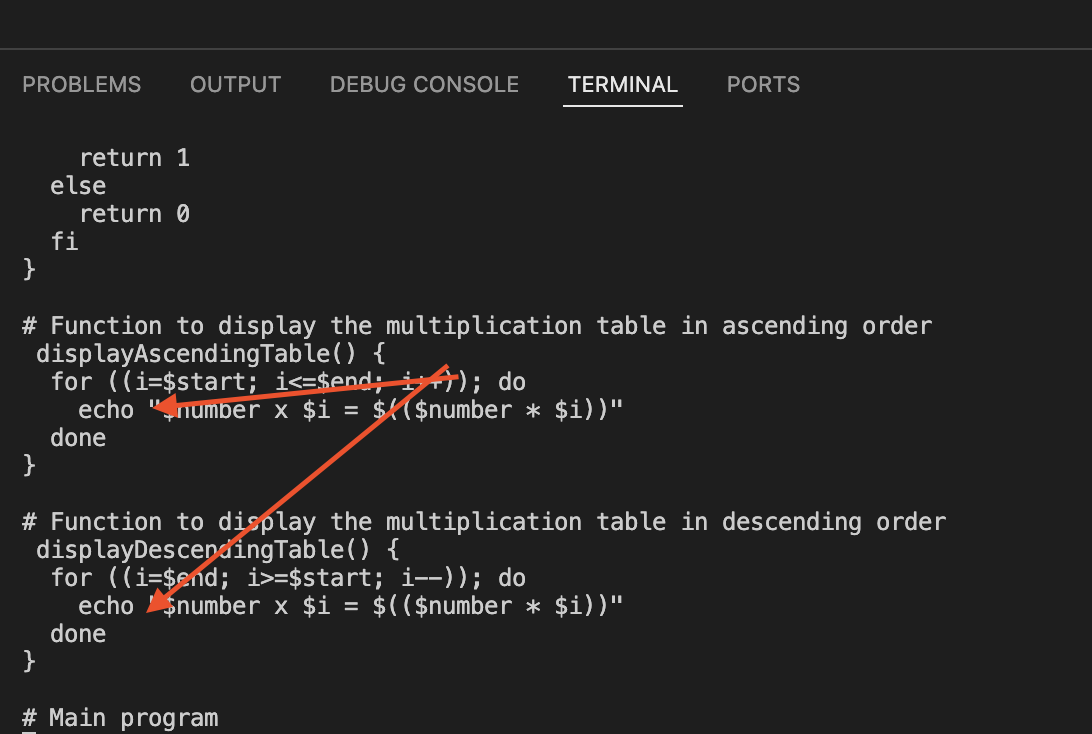 PROBLEMS OUTPUT DEBUG CONSOLE TERMINAL PORTS
    return 1
  else
    return 0
  fi
}
# Function to display the multiplication table in ascending order
 displayAscendingTable() {
  for ((i=$start; i<=$end; i++)); do
    echo "$number x $i = $(($number * $i))"
  done
}
# Function to display the multiplication table in descending order
 displayDescendingTable() {
  for ((i=$end; i>=$start; i--)); do
    echo "$number x $i = $(($number * $i))"
  done
}
# Main program